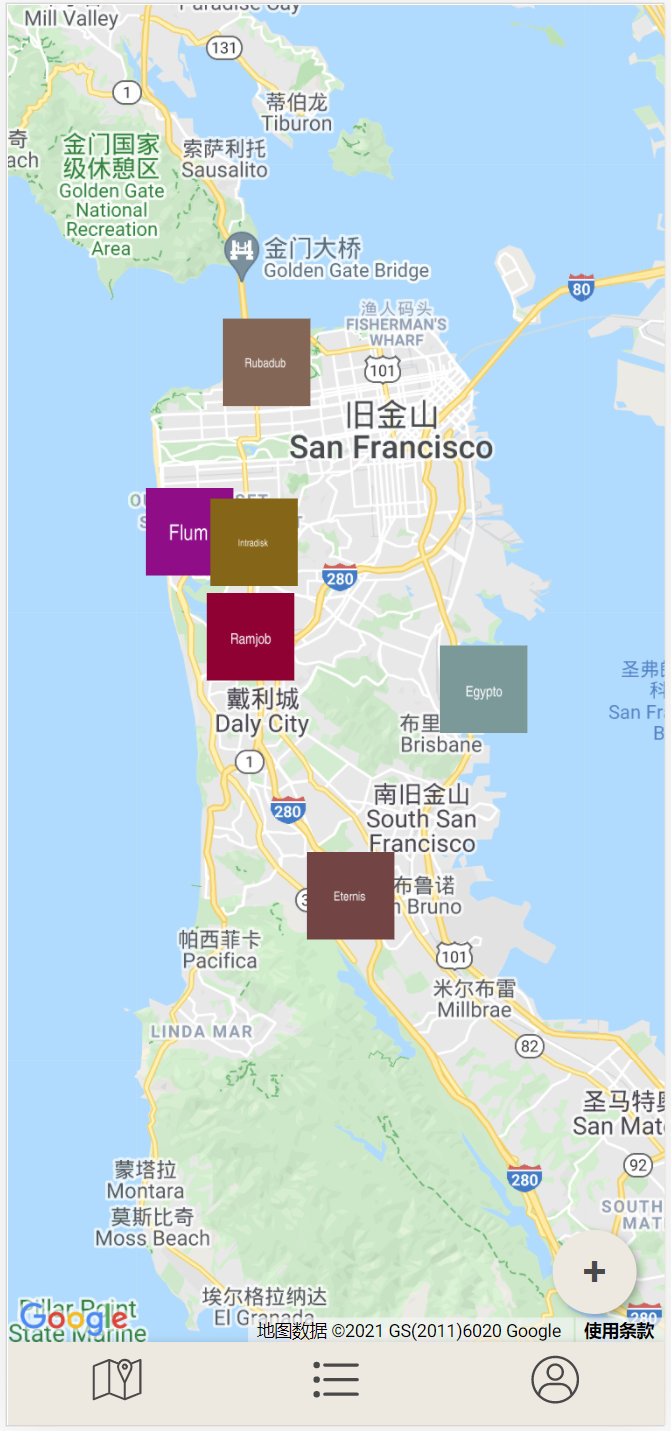 Mill Valley
Paradise Cay
131
1
蒂伯龙
Tiburon
奇
ach
金门国家
级休憩区
Golden Gate
National
Recreation
Area
索萨利托
Sausalito
金门大桥
Golden Gate Bridge
80
渔人码头
FISHERMAN'S
WHARF
Rubadub
101
旧金山
San Francisco
OU
SET
S
T
Flum
Intradisk
280
Ramjob
Egypto
圣弗
科
San Fr
B
戴利城
Daly City
布里
Brisbane
1
280
南旧金山
South San
Francisco
Eternis
3
布鲁诺
n Bruno
帕西菲卡
Pacifica
101
米尔布雷
Millbrae
LINDA MAR
82
圣马特奥
San Mat
92
蒙塔拉
Montara
280
莫斯比奇
Moss Beach
SOUTH
MAT
+
埃尔格拉纳达
El Granada
Pillar Point
State Marine
Google
280
地图数据 ©2021 GS(2011)6020 Google
使用条款